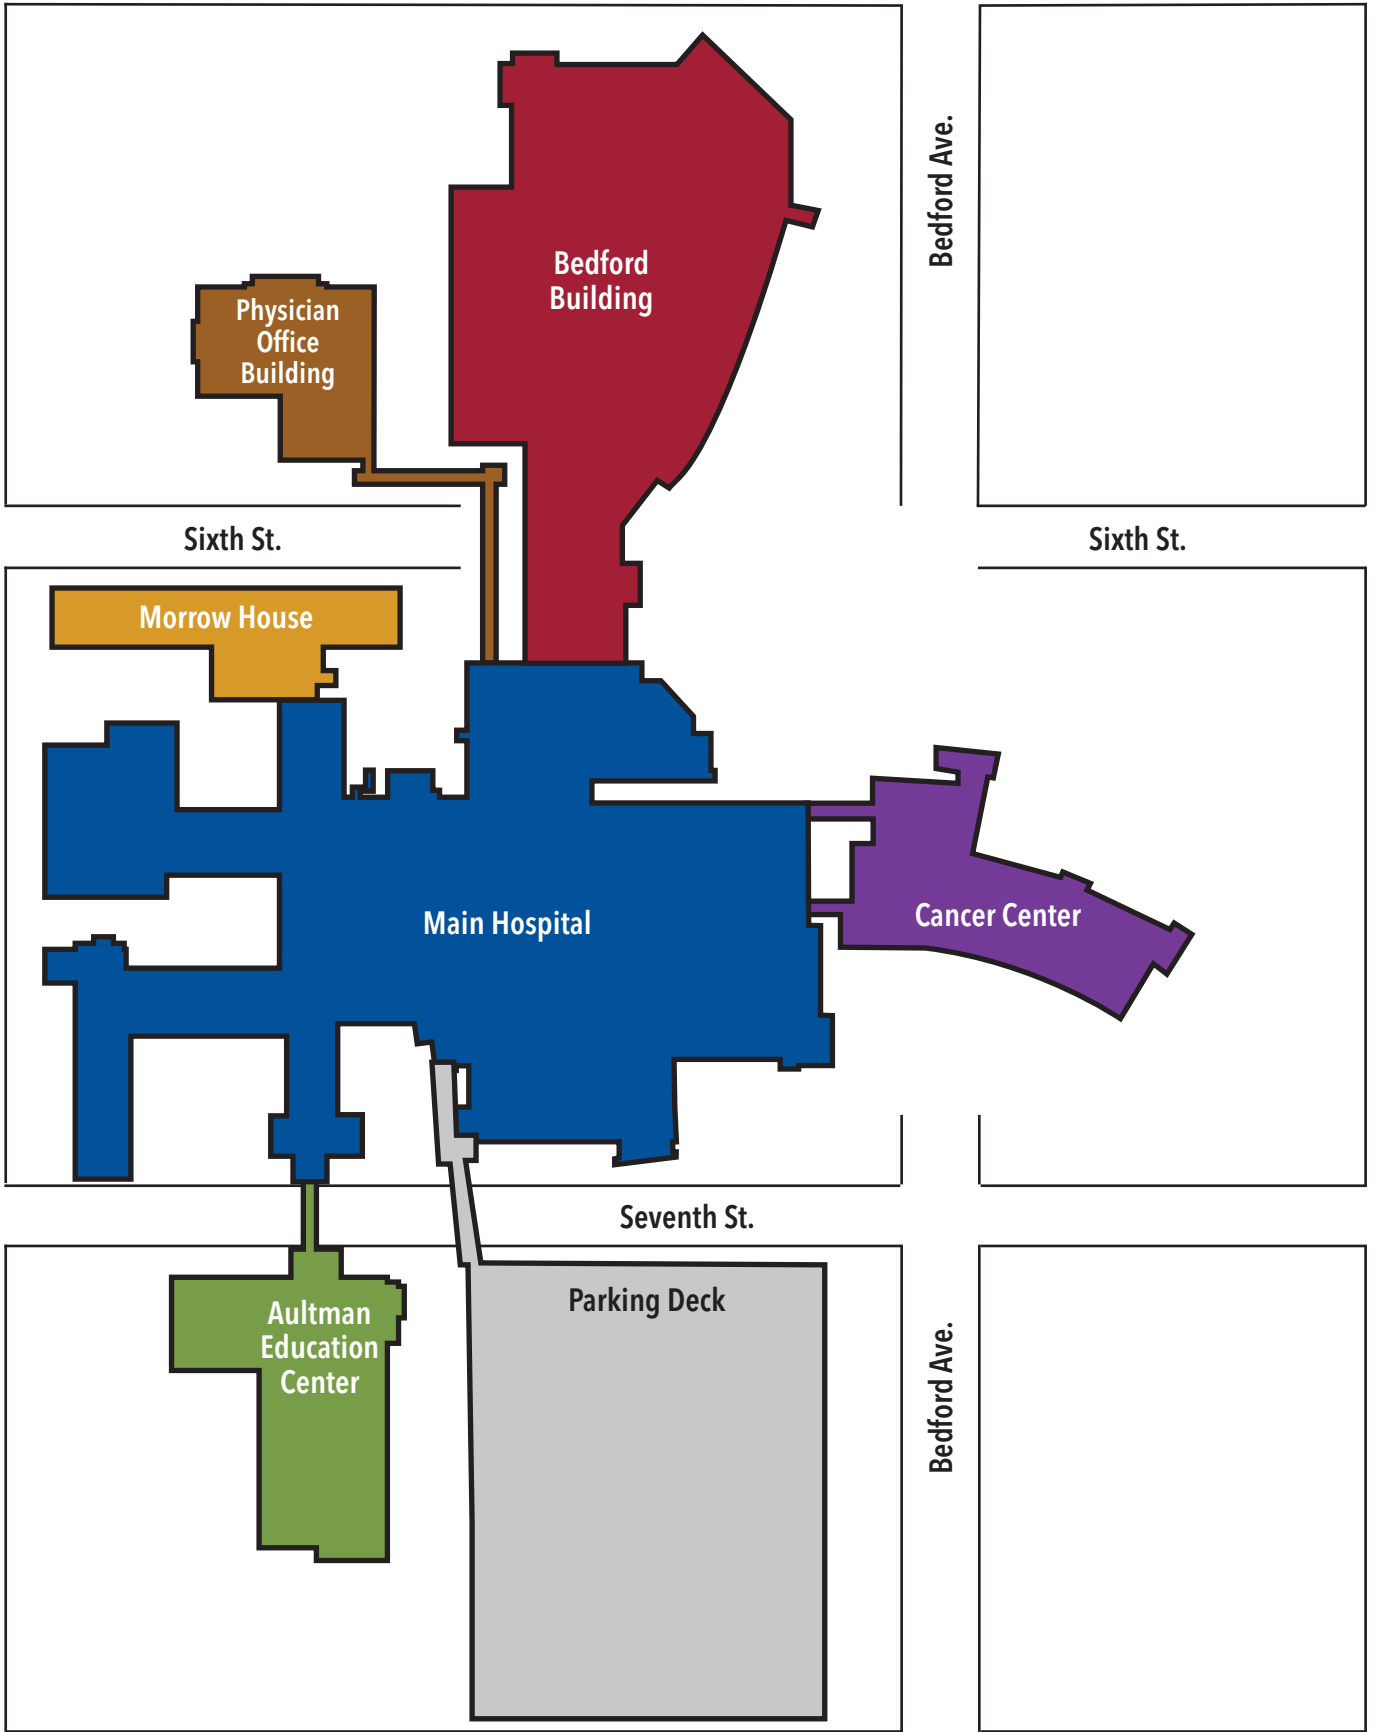 Bedford Ave.
Bedford
Building
Physician
Office
Building
Sixth St.
Sixth St.
Morrow House
Main Hospital
Cancer Center
Seventh St.
Parking Deck
Aultman
Education
Center
Bedford Ave.